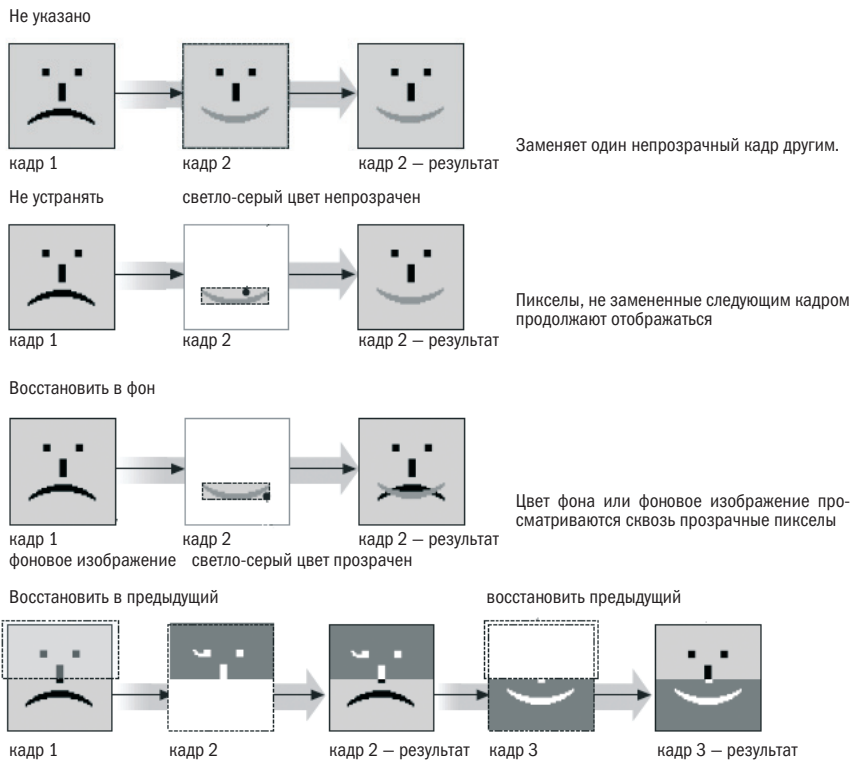 Не указано
кадр 1
кадр 2
кадр 2 — результат
Заменяет один непрозрачный кадр другим.
Не устранять
светло-серый цвет непрозрачен
кадр 1
кадр 2
кадр 2 — результат
Пикселы, не замененные следующим кадром
продолжают отображаться
Восстановить в фон
кадр 1
кадр 2
кадр 2 — результат
Цвет фона или фоновое изображение про-
сматриваются сквозь прозрачные пикселы
фоновое изображение
светло-серый цвет прозрачен
Восстановить в предыдущий
восстановить предыдущий
кадр 1
кадр 2
кадр 2 — результат
кадр 3
кадр 3 — результат